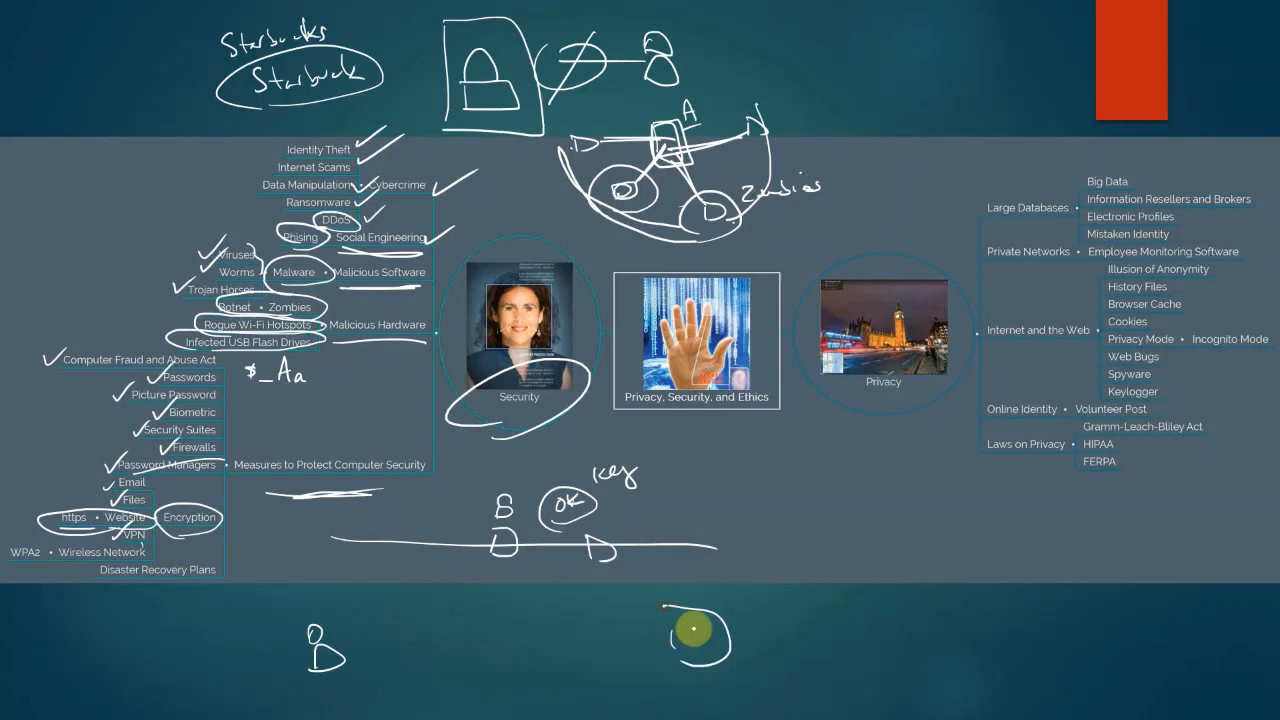 Starbucks
Starbuck
A
Zombies
Identity Theft
Internet Scams
Data Manipulation • Cybercrime
Ransomware
DDoS
Phising • Social Engineering
Viruses
Worms • Malware • Malicious Software
Trojan Horses
Botnet • Zombies
Rogue Wi-Fi Hotspots • Malicious Hardware
Infected USB Flash Drives
$_Aa
Computer Fraud and Abuse Act
Passwords
Picture Password
Biometric
Security Suites
Firewalls
Password Managers • Measures to Protect Computer Security
Email
Files
https • Website • Encryption
VPN
WPA2 • Wireless Network
Disaster Recovery Plans
IDENTITY PROTECTION
Security
Privacy, Security, and Ethics
Privacy
Key
OK
Big Data
Large Databases • Information Resellers and Brokers
Electronic Profiles
Mistaken Identity
Private Networks • Employee Monitoring Software
Illusion of Anonymity
History Files
Browser Cache
Cookies
Internet and the Web • Privacy Mode • Incognito Mode
Web Bugs
Spyware
Keylogger
Online Identity • Volunteer Post
Gramm-Leach-Bliley Act
Laws on Privacy • HIPAA
FERPA